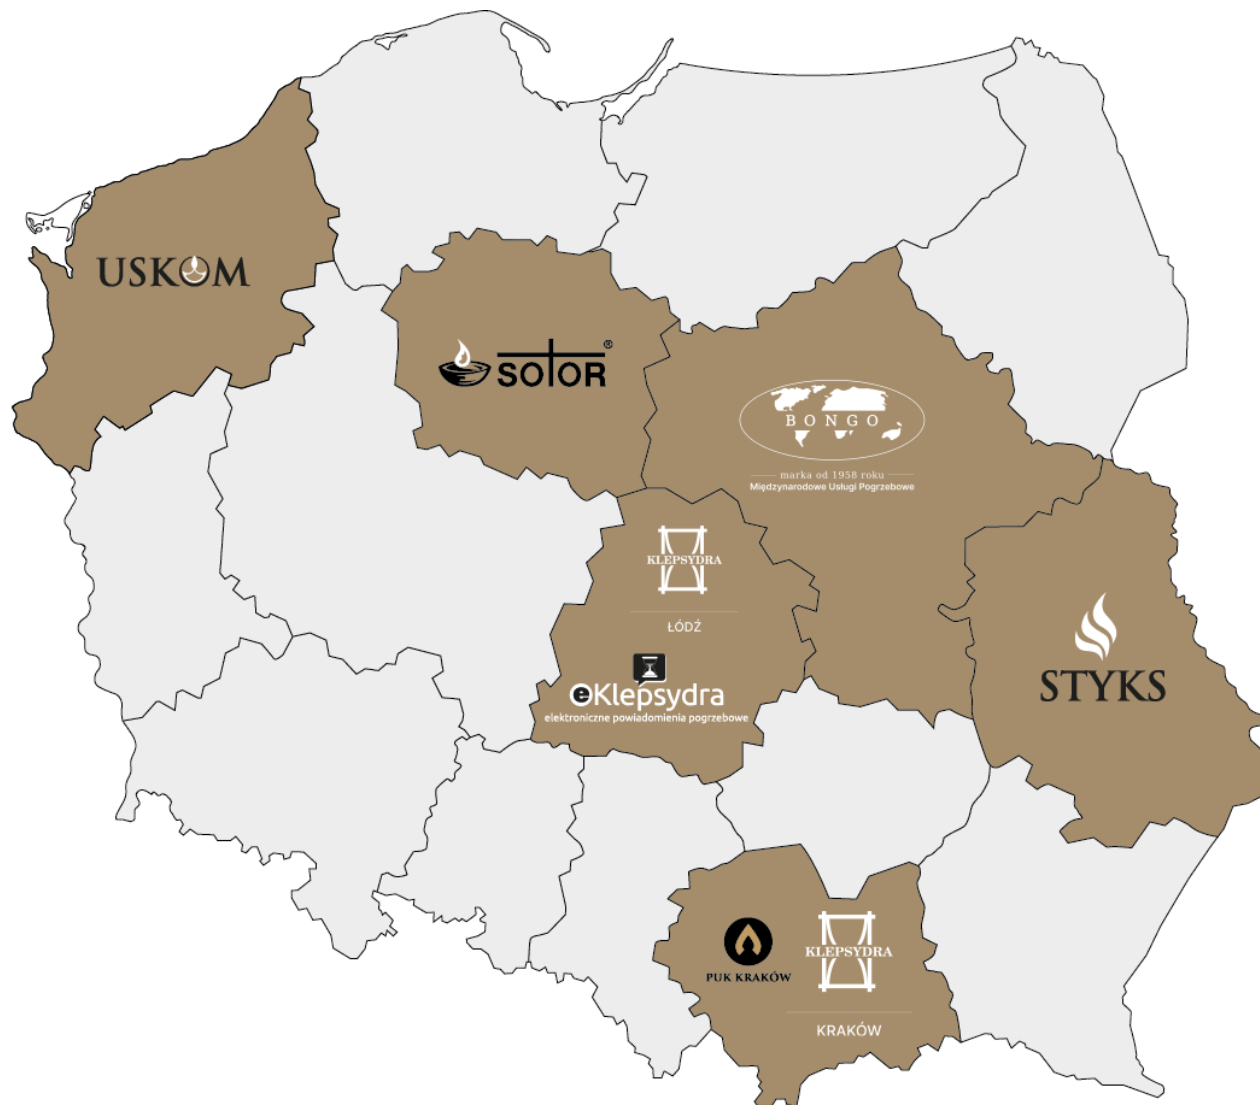 USKOM
SOTOR®
BONGO
marka od 1958 roku
Międzynarodowe Usługi Pogrzebowe
KLEPSYDRA
ŁÓDŹ
eKlepsydra
elektroniczne powiadomienia pogrzebowe
STYKS
PUK KRAKÓW
KLEPSYDRA
KRAKÓW